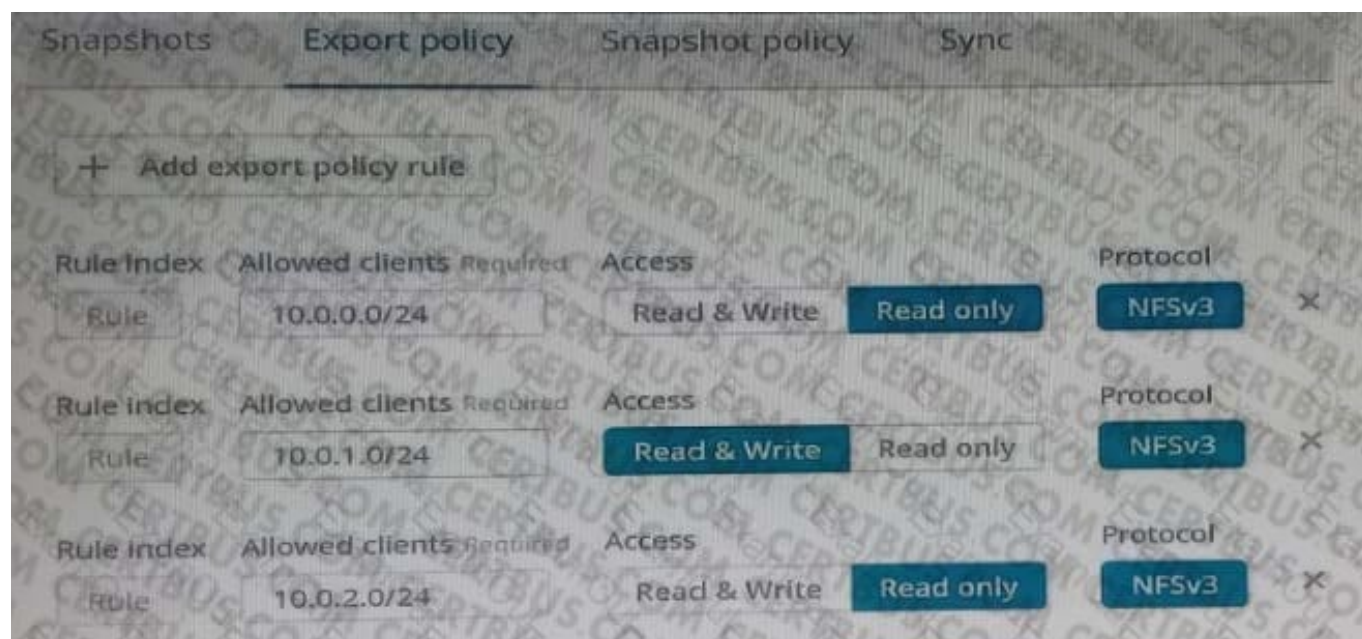 Snapshots Export policy Snapshot policy Sync
+ Add export policy rule
Rule index Allowed clients Required Access Protocol
Rule 10.0.0.0/24 Read & Write Read only NFSv3 ×
Rule index Allowed clients Required Access Protocol
Rule 10.0.1.0/24 Read & Write Read only NFSv3 ×
Rule index Allowed clients Required Access Protocol
Rule 10.0.2.0/24 Read & Write Read only NFSv3 ×
CERTBUS.COM